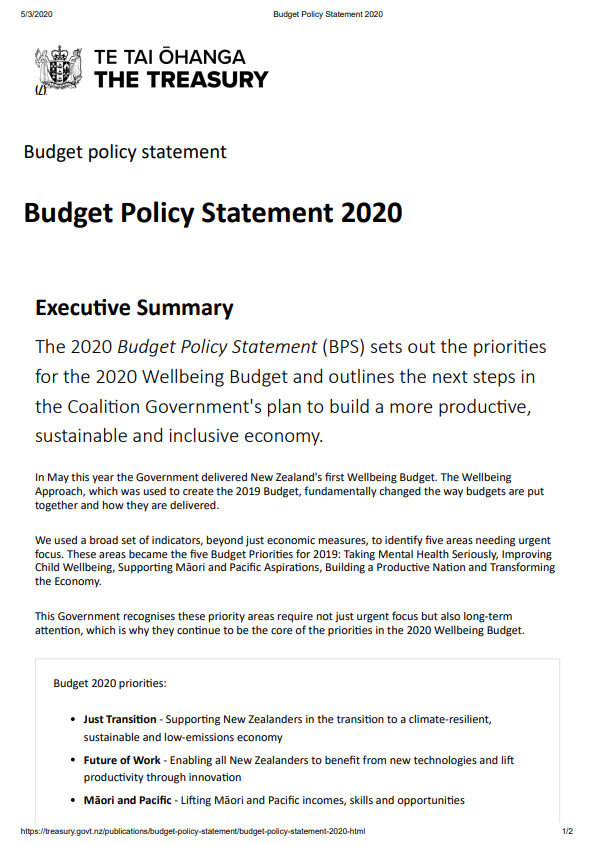 5/3/2020 Budget Policy Statement 2020
TE TAI ŌHANGA
THE TREASURY
Budget policy statement
Budget Policy Statement 2020
Executive Summary
The 2020 Budget Policy Statement (BPS) sets out the priorities
for the 2020 Wellbeing Budget and outlines the next steps in
the Coalition Government's plan to build a more productive,
sustainable and inclusive economy.
In May this year the Government delivered New Zealand's first Wellbeing Budget. The Wellbeing
Approach, which was used to create the 2019 Budget, fundamentally changed the way budgets are put
together and how they are delivered.
We used a broad set of indicators, beyond just economic measures, to identify five areas needing urgent
focus. These areas became the five Budget Priorities for 2019: Taking Mental Health Seriously, Improving
Child Wellbeing, Supporting Māori and Pacific Aspirations, Building a Productive Nation and Transforming
the Economy.
This Government recognises these priority areas require not just urgent focus but also long-term
attention, which is why they continue to be the core of the priorities in the 2020 Wellbeing Budget.
Budget 2020 priorities:
• Just Transition - Supporting New Zealanders in the transition to a climate-resilient,
sustainable and low-emissions economy
• Future of Work - Enabling all New Zealanders to benefit from new technologies and lift
productivity through innovation
• Māori and Pacific - Lifting Māori and Pacific incomes, skills and opportunities
https://treasury.govt.nz/publications/budget-policy-statement/budget-policy-statement-2020-html 1/2